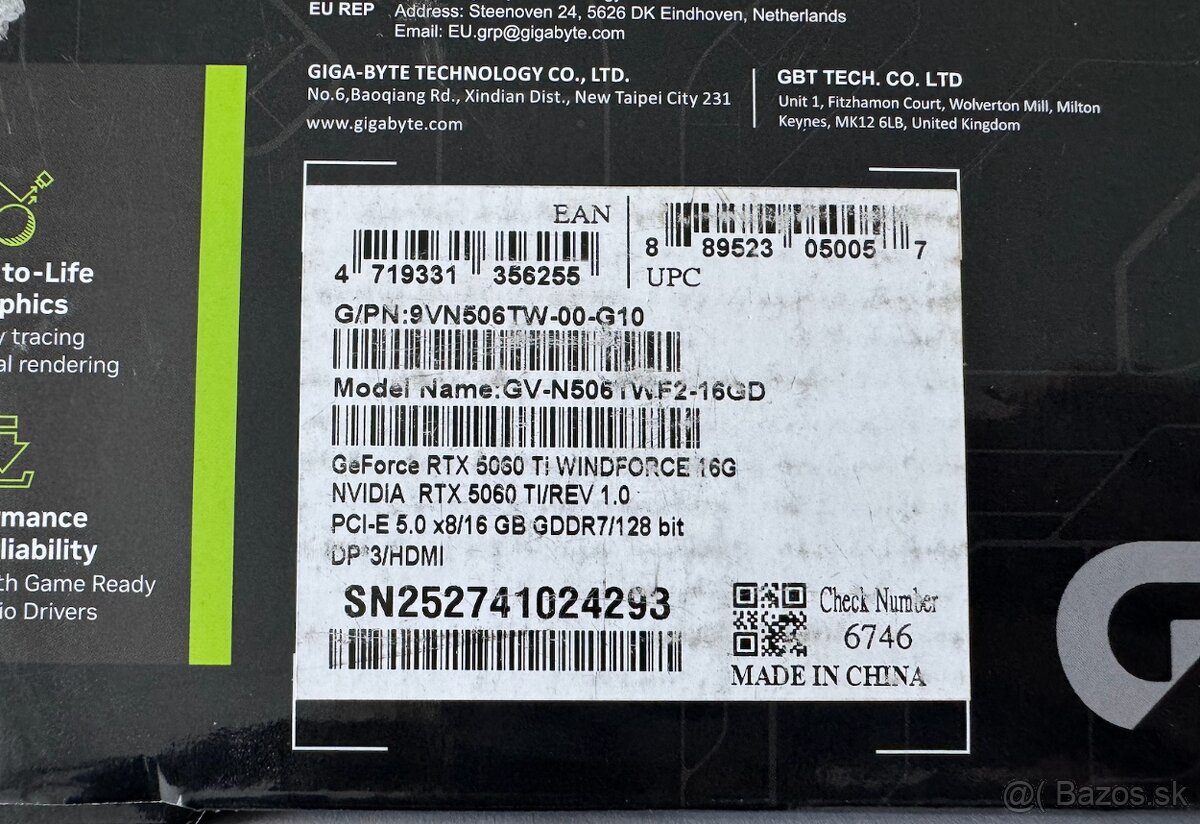 EU REP
Address: Steenoven 24, 5626 DK Eindhoven, Netherlands
Email: EU.grp@gigabyte.com
GIGA-BYTE TECHNOLOGY CO., LTD.
No.6,Baoqiang Rd., Xindian Dist., New Taipei City 231
www.gigabyte.com
GBT TECH. CO. LTD
Unit 1, Fitzhamon Court, Wolverton Mill, Milton
Keynes, MK12 6LB, United Kingdom
to-Life
phics
y tracing
al rendering
rmance
liability
th Game Ready
io Drivers
EAN
4 719331 356255
8 89523 05005 7
UPC
G/PN:9VN506TW-00-G10
Model Name:GV-N506TWF2-16GD
GeForce RTX 5060 Ti WINDFORCE 16G
NVIDIA RTX 5060 TI/REV 1.0
PCI-E 5.0 x8/16 GB GDDR7/128 bit
DP*3/HDMI
SN252741024293
Check Number
6746
MADE IN CHINA
G
@( Bazos.sk